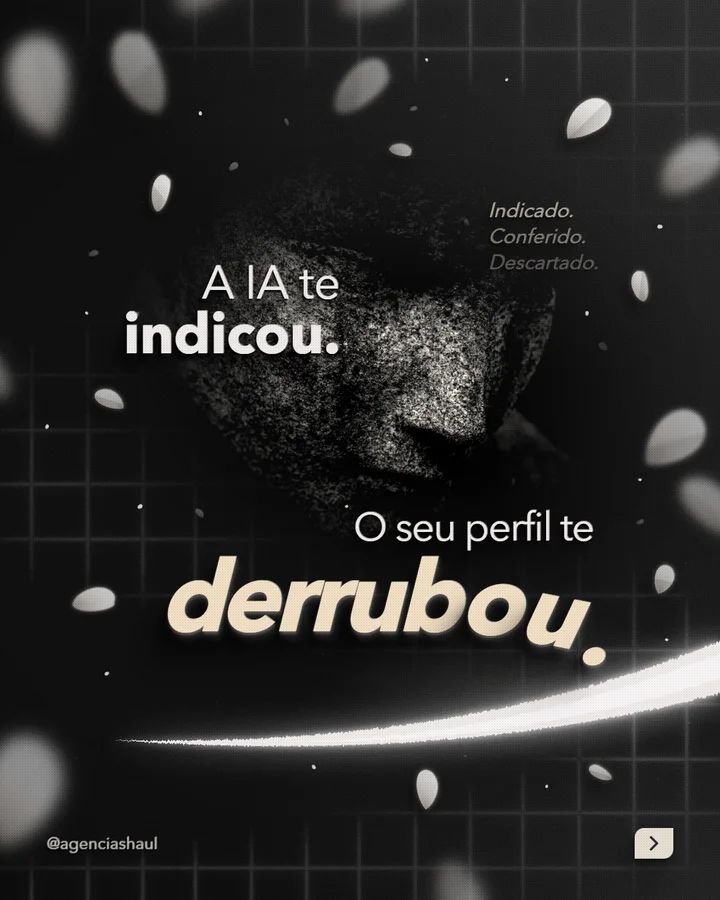 Indicado.
Conferido.
Descartado.
A IA te
indicou.
O seu perfil te
derrubou.
@agenciashaul